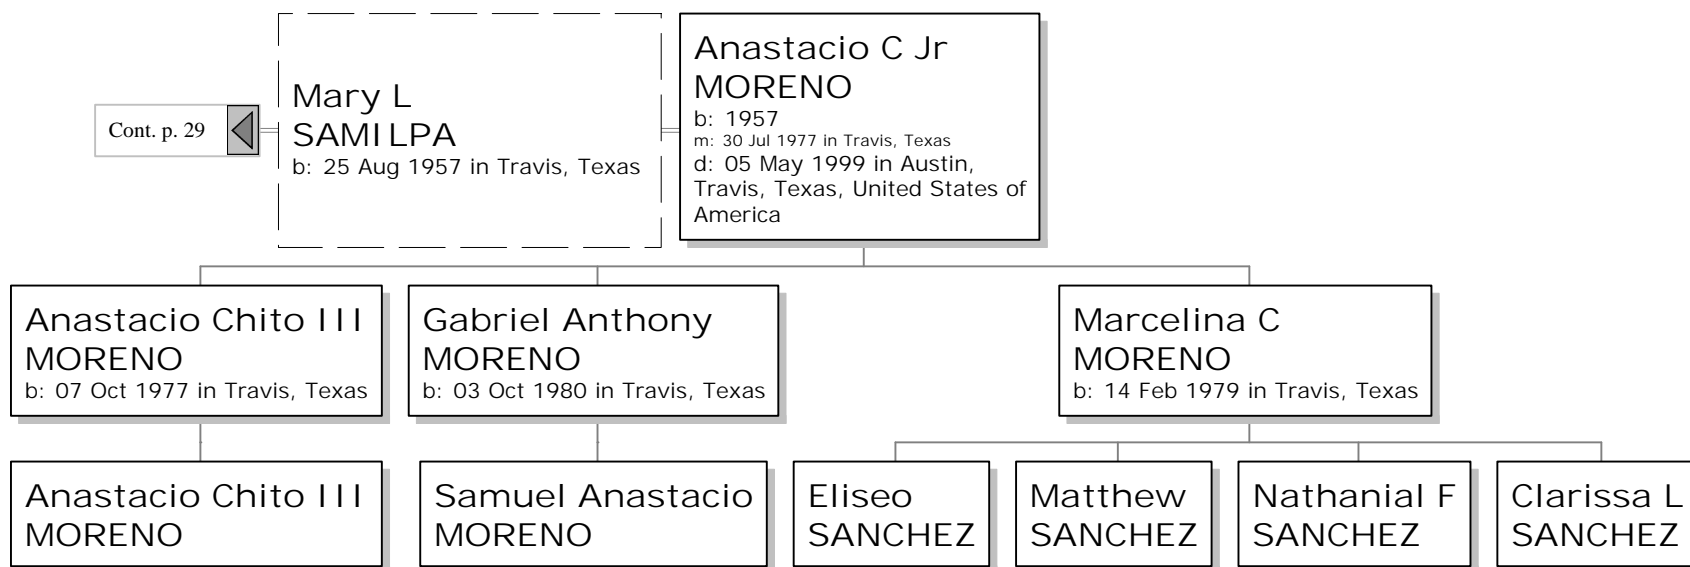 Cont. p. 29
Mary L
SAMILPA
b: 25 Aug 1957 in Travis, Texas
Anastacio C Jr
MORENO
b: 1957
m: 30 Jul 1977 in Travis, Texas
d: 05 May 1999 in Austin,
Travis, Texas, United States of
America
Anastacio Chito III
MORENO
b: 07 Oct 1977 in Travis, Texas
Gabriel Anthony
MORENO
b: 03 Oct 1980 in Travis, Texas
Marcelina C
MORENO
b: 14 Feb 1979 in Travis, Texas
Anastacio Chito III
MORENO
Samuel Anastacio
MORENO
Eliseo
SANCHEZ
Matthew
SANCHEZ
Nathanial F
SANCHEZ
Clarissa L
SANCHEZ